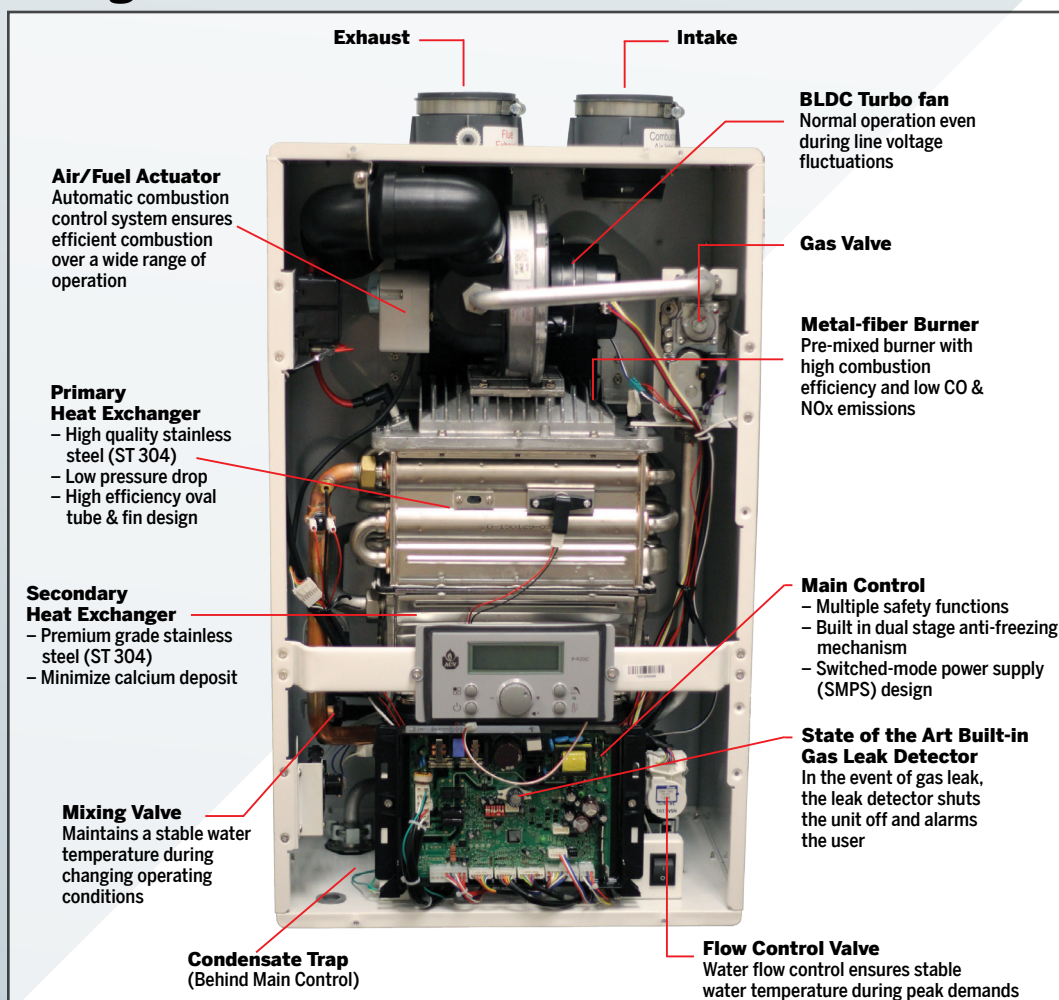 Exhaust
Intake
BLDC Turbo fan
Normal operation even
during line voltage
fluctuations
Air/Fuel Actuator
Automatic combustion
control system ensures
efficient combustion
over a wide range of
operation
Gas Valve
Metal-fiber Burner
Pre-mixed burner with
high combustion
efficiency and low CO &
NOx emissions
Primary
Heat Exchanger
– High quality stainless
steel (ST 304)
– Low pressure drop
– High efficiency oval
tube & fin design
Secondary
Heat Exchanger
– Premium grade stainless
steel (ST 304)
– Minimize calcium deposit
Main Control
– Multiple safety functions
– Built in dual stage anti-freezing
mechanism
– Switched-mode power supply
(SMPS) design
State of the Art Built-in
Gas Leak Detector
In the event of gas leak,
the leak detector shuts
the unit off and alarms
the user
Mixing Valve
Maintains a stable water
temperature during
changing operating
conditions
Condensate Trap
(Behind Main Control)
Flow Control Valve
Water flow control ensures stable
water temperature during peak demands
Flue
ACV